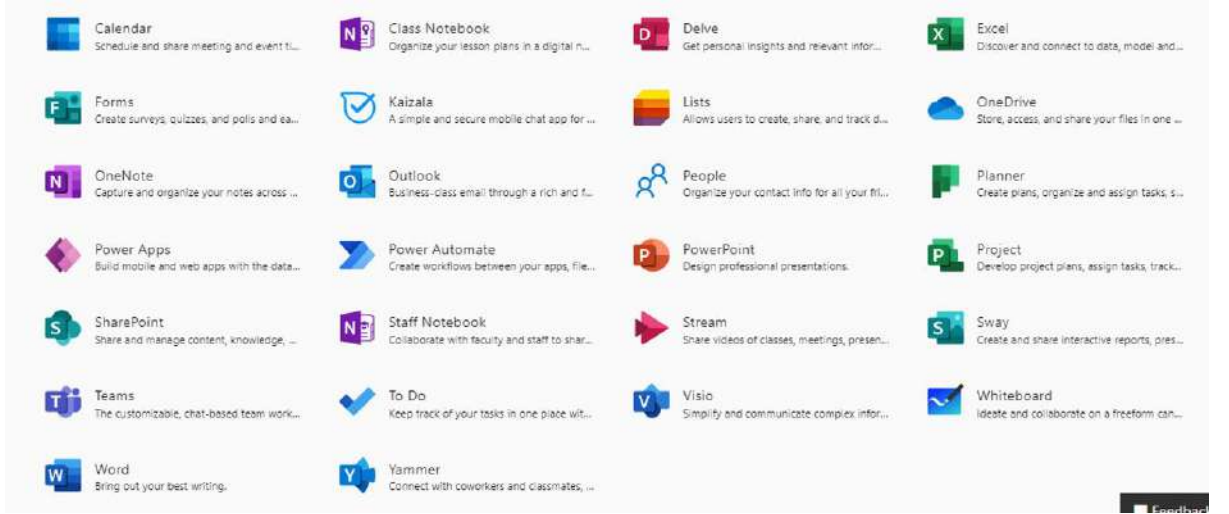 Calendar
Schedule and share meeting and event ti...
Class Notebook
Organize your lesson plans in a digital n...
Delve
Get personal insights and relevant infor...
Excel
Discover and connect to data, model and...
Forms
Create surveys, quizzes, and polls and ea...
Kaizala
A simple and secure mobile chat app for ...
Lists
Allows users to create, share, and track d...
OneDrive
Store, access, and share your files in one ...
OneNote
Capture and organize your notes across ...
Outlook
Business-class email through a rich and f...
People
Organize your contact info for all your fri...
Planner
Create plans, organize and assign tasks, s...
Power Apps
Build mobile and web apps with the data...
Power Automate
Create workflows between your apps, file...
PowerPoint
Design professional presentations.
Project
Develop project plans, assign tasks, track...
SharePoint
Share and manage content, knowledge, ...
Staff Notebook
Collaborate with faculty and staff to shar...
Stream
Share videos of classes, meetings, presen...
Sway
Create and share interactive reports, pres...
Teams
The customizable, chat-based team work...
To Do
Keep track of your tasks in one place wit...
Visio
Simplify and communicate complex infor...
Whiteboard
Ideate and collaborate on a freeform can...
Word
Bring out your best writing.
Yammer
Connect with coworkers and classmates, ...
Feedback